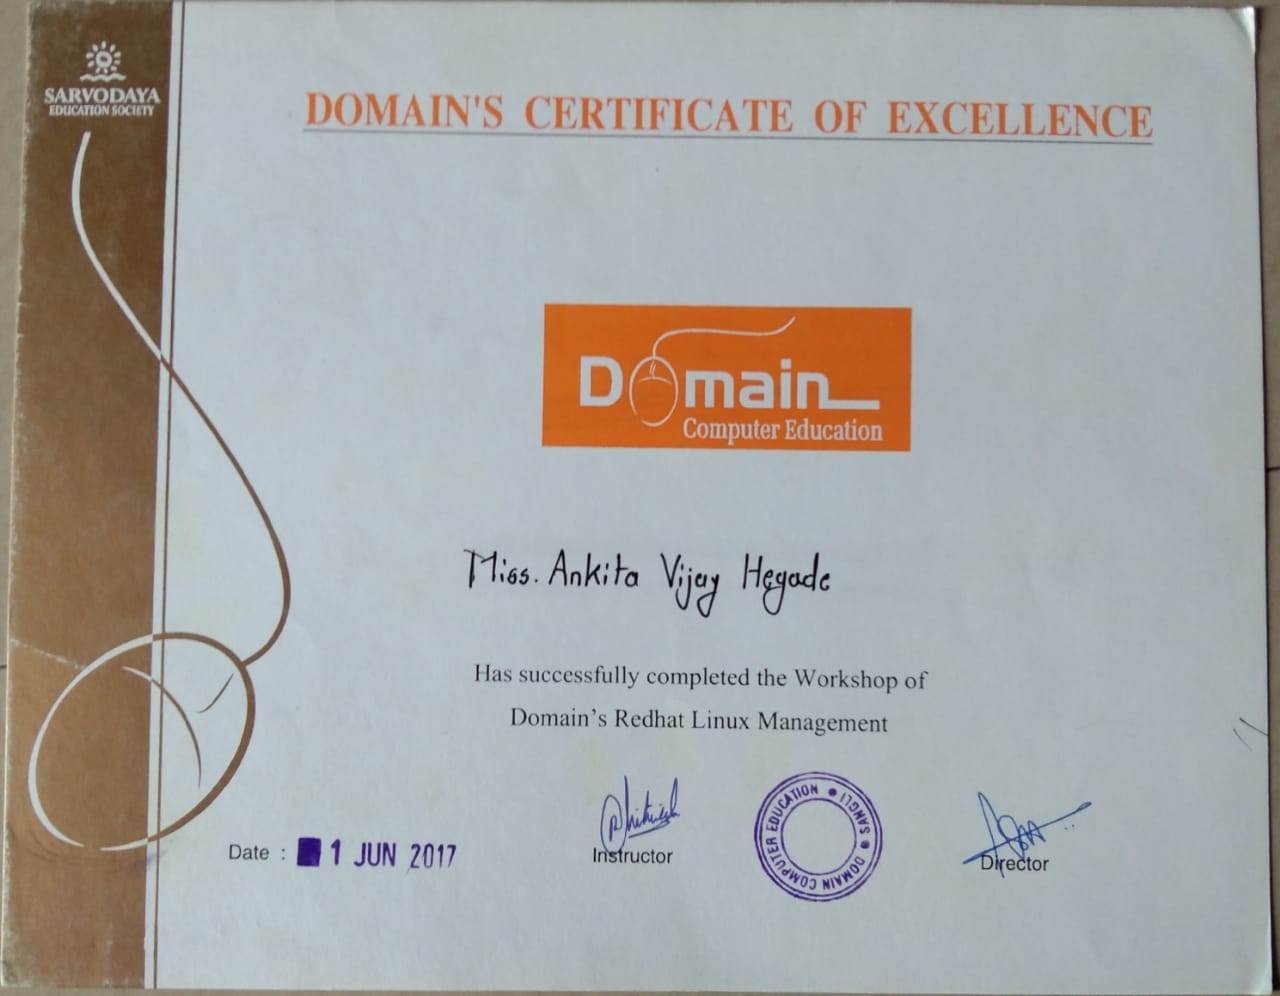 SARVODAYA
EDUCATION SOCIETY
DOMAIN'S CERTIFICATE OF EXCELLENCE
Domain
Computer Education
Miss. Ankita Vijay Hegade
Has successfully completed the Workshop of
Domain's Redhat Linux Management
Date : 1 JUN 2017
Instructor
DOMAIN COMPUTER EDUCATION SANGLI
Director